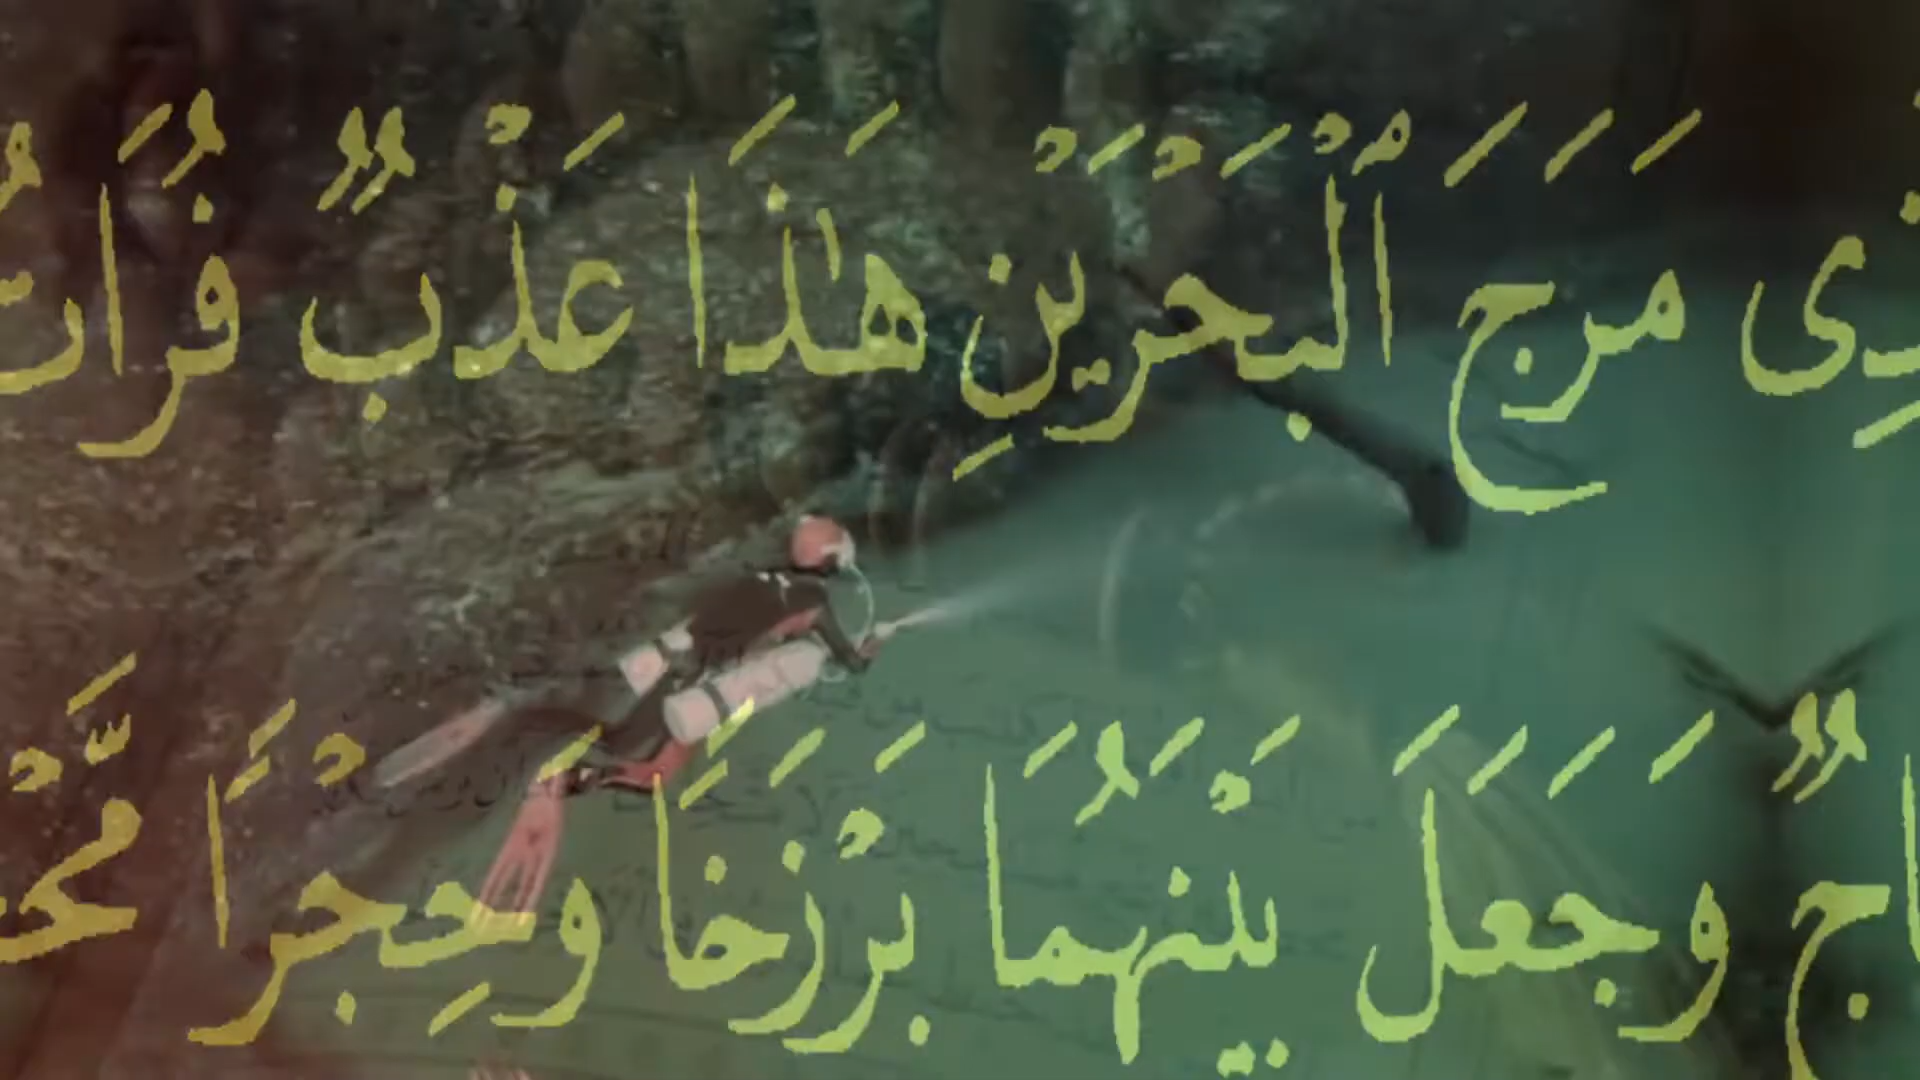 ذِى مَرَجَ ٱلْبَحْرَيْنِ هَٰذَا عَذْبٌ فُرَاتٌ
اجٌ وَجَعَلَ بَيْنَهُمَا بَرْزَخًا وَحِجْرًا مَّحْ